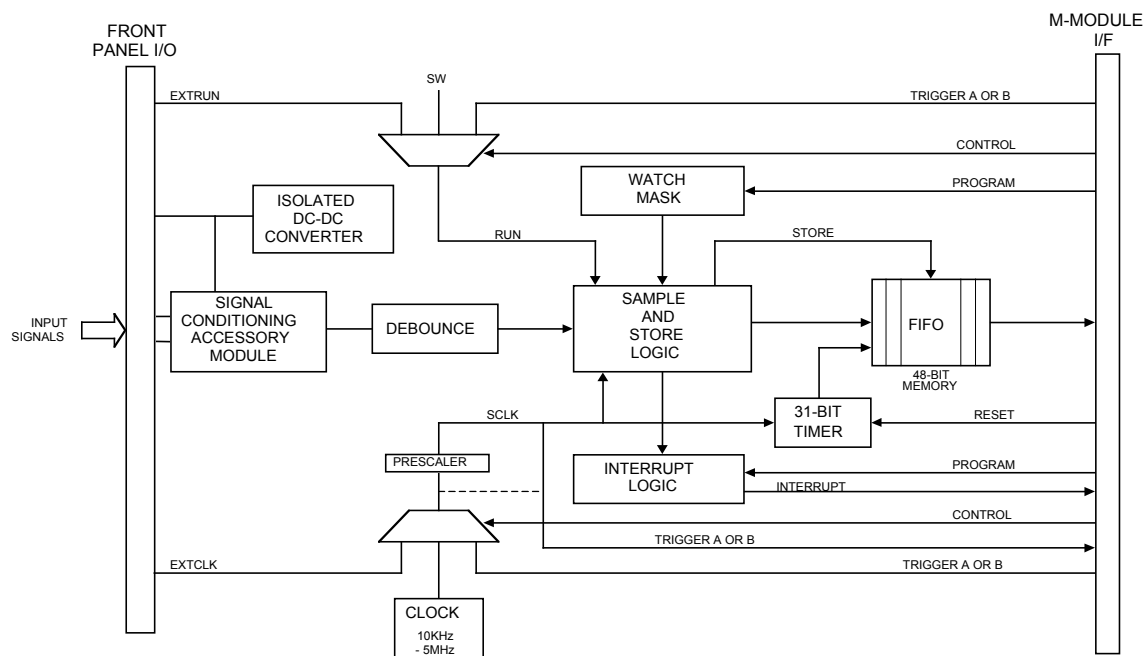 FRONT
PANEL I/O
M-MODULE
I/F
SW
EXTRUN
TRIGGER A OR B
CONTROL
WATCH
MASK
PROGRAM
ISOLATED
DC-DC
CONVERTER
RUN
STORE
INPUT
SIGNALS
SIGNAL
CONDITIONING
ACCESSORY
MODULE
DEBOUNCE
SAMPLE
AND
STORE
LOGIC
FIFO
48-BIT
MEMORY
SCLK
31-BIT
TIMER
RESET
PRESCALER
INTERRUPT
LOGIC
PROGRAM
INTERRUPT
CONTROL
TRIGGER A OR B
EXTCLK
TRIGGER A OR B
CLOCK
10KHz
- 5MHz